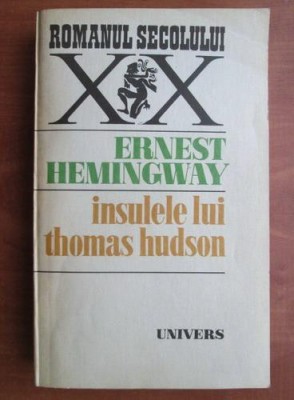 ROMANUL SECOLULUI
XX
ERNEST
HEMINGWAY
insulele lui
thomas hudson
UNIVERS